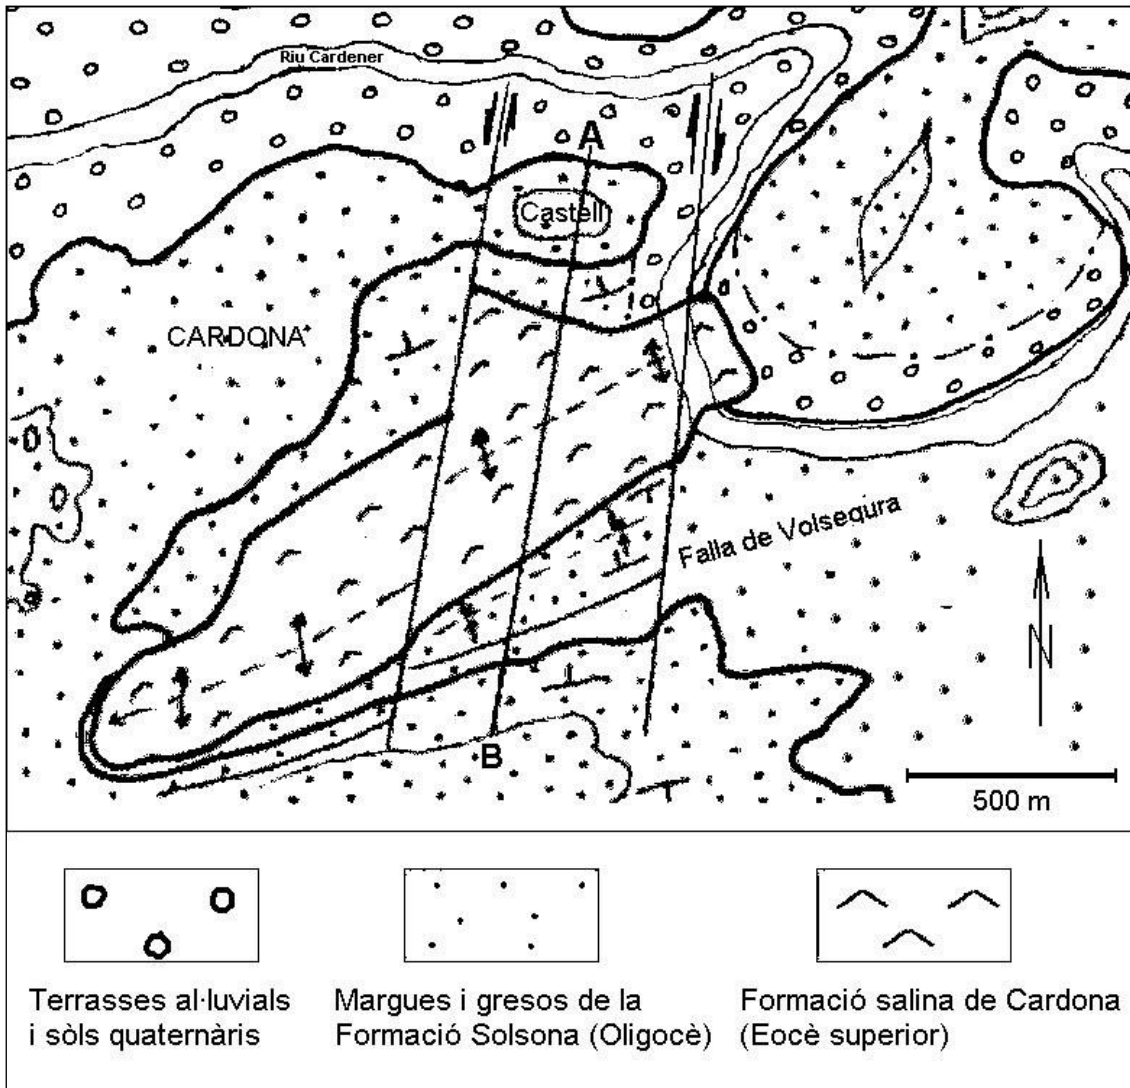 Riu Cardener
A
Castell
CARDONA
Falla de Volsegura
N
B
500 m
Terrasses al·luvials
i sòls quaternàris
Margues i gresos de la
Formació Solsona (Oligocè)
Formació salina de Cardona
(Eocè superior)